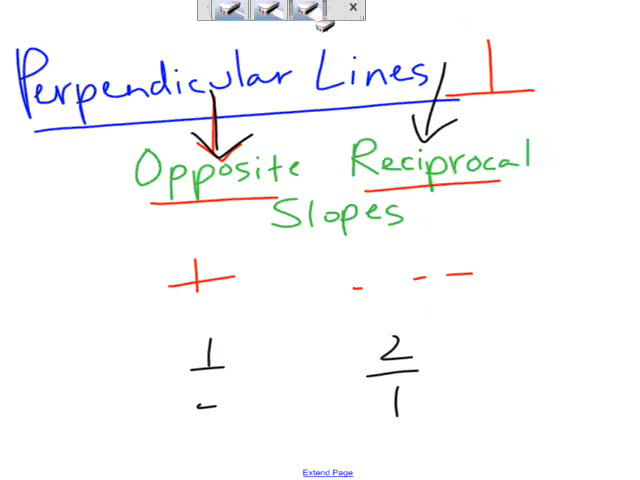 Perpendicular Lines
Opposite Reciprocal
Slopes
+ - - -
1 2
- 1
Extend Page